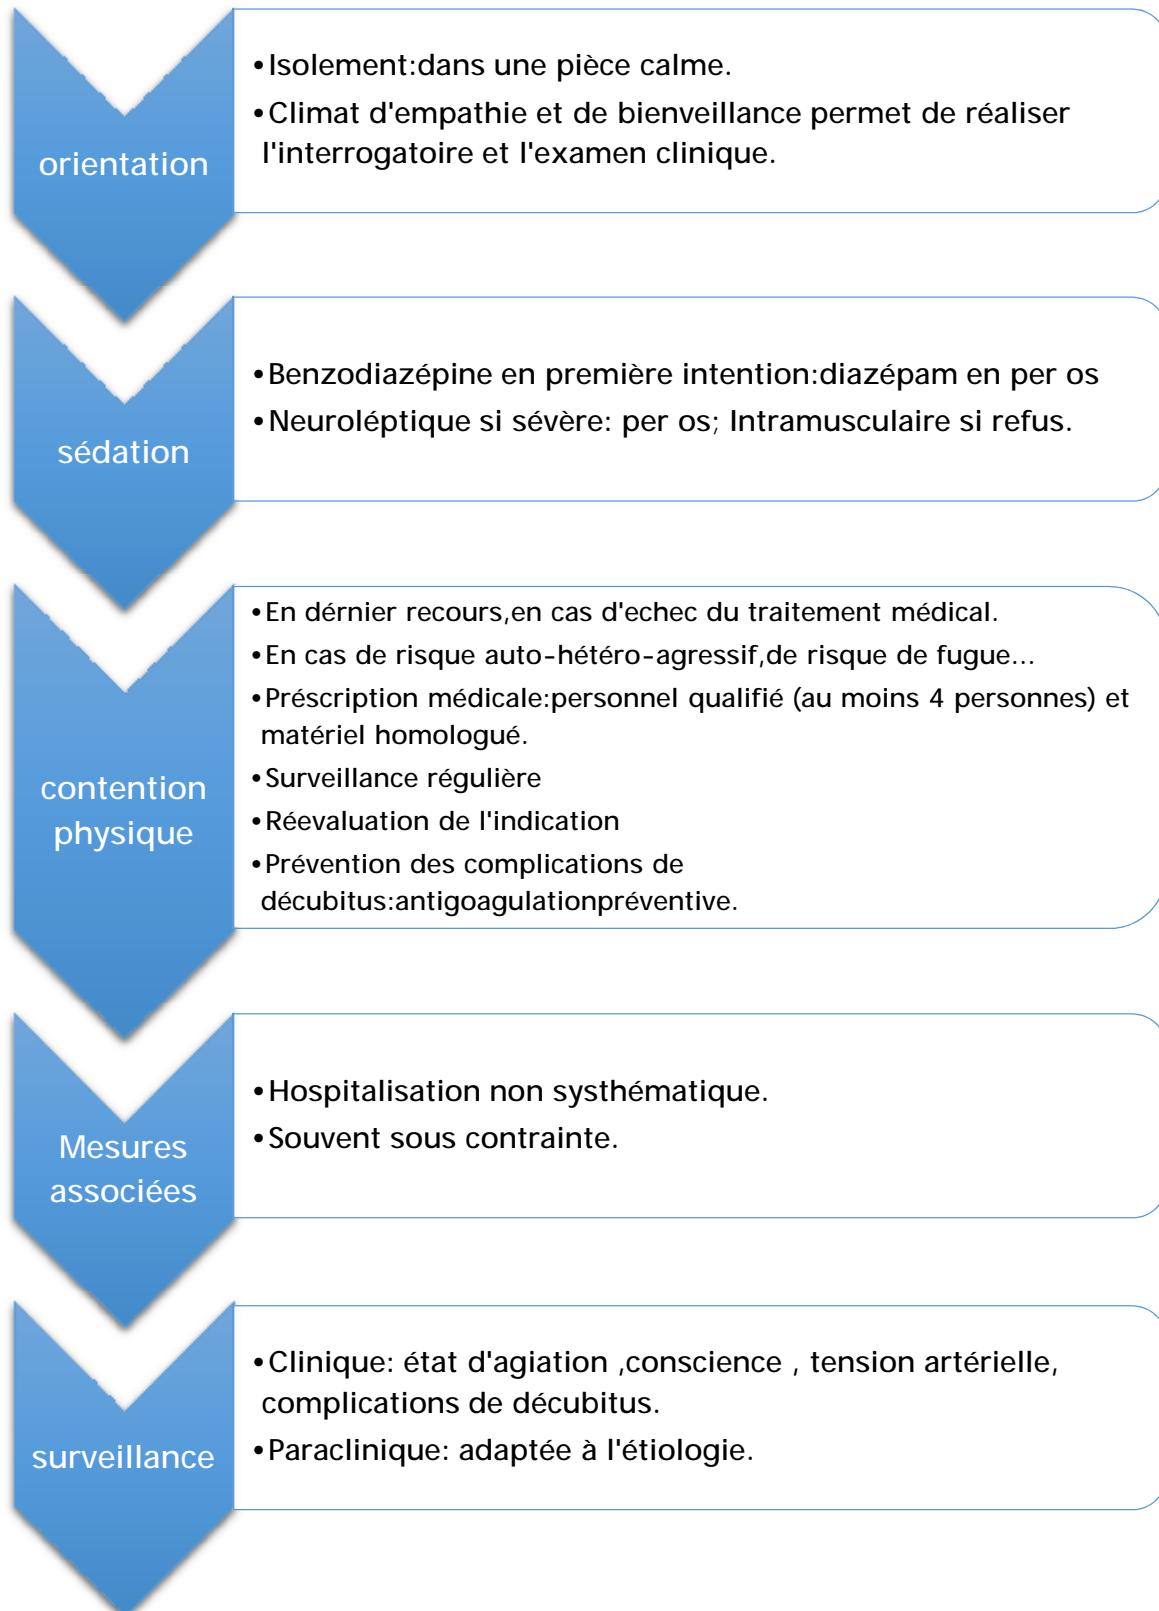 orientation
•Isolement:dans une pièce calme.
•Climat d'empathie et de bienveillance permet de réaliser
l'interrogatoire et l'examen clinique.
sédation
•Benzodiazépine en première intention:diazépam en per os
•Neuroléptique si sévère: per os; Intramusculaire si refus.
contention
physique
•En dérnier recours,en cas d'echec du traitement médical.
•En cas de risque auto-hétéro-agressif,de risque de fugue...
•Préscription médicale:personnel qualifié (au moins 4 personnes) et
matériel homologué.
•Surveillance régulière
•Réevaluation de l'indication
•Prévention des complications de
décubitus:antigoagulationpréventive.
Mesures
associées
•Hospitalisation non systhématique.
•Souvent sous contrainte.
surveillance
•Clinique: état d'agiation ,conscience , tension artérielle,
complications de décubitus.
•Paraclinique: adaptée à l'étiologie.